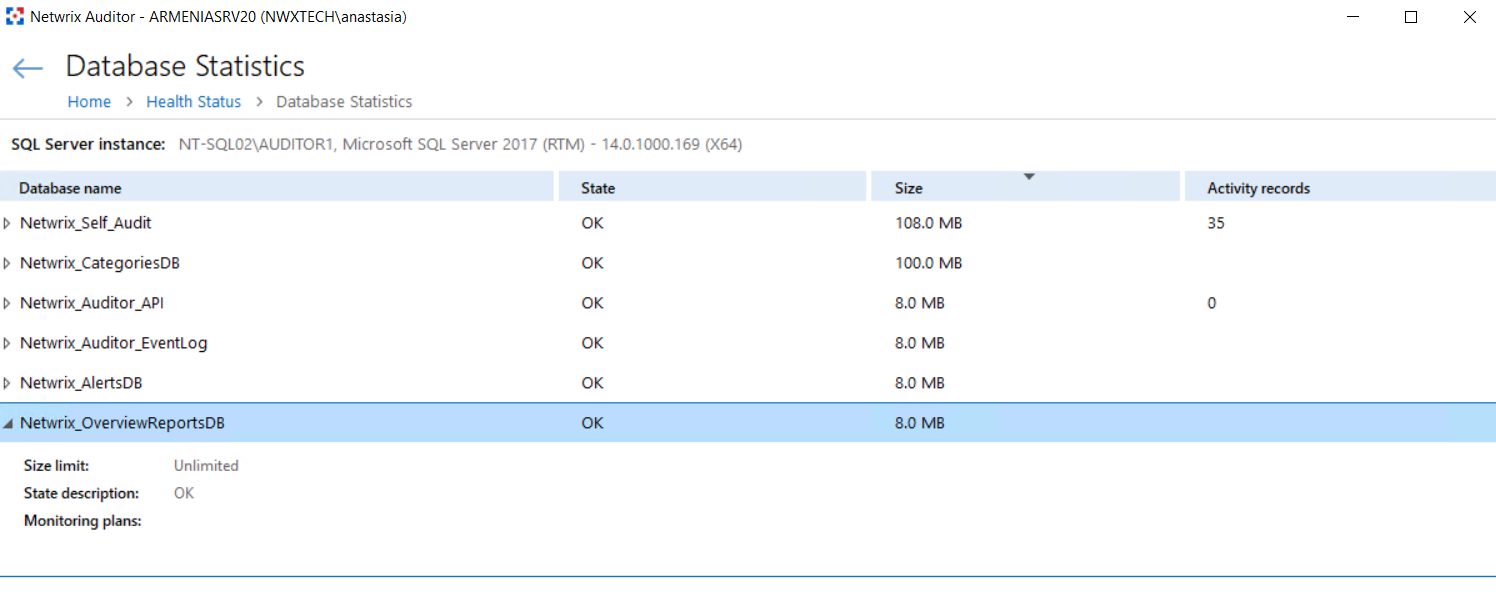 Netwrix Auditor - ARMENIASRV20 (NWXTECH\anastasia)
Database Statistics
Home > Health Status > Database Statistics
SQL Server instance: NT-SQL02\AUDITOR1, Microsoft SQL Server 2017 (RTM) - 14.0.1000.169 (X64)
Database name State Size Activity records
Netwrix_Self_Audit OK 108.0 MB 35
Netwrix_CategoriesDB OK 100.0 MB
Netwrix_Auditor_API OK 8.0 MB 0
Netwrix_Auditor_EventLog OK 8.0 MB
Netwrix_AlertsDB OK 8.0 MB
Netwrix_OverviewReportsDB OK 8.0 MB
Size limit: Unlimited
State description: OK
Monitoring plans: